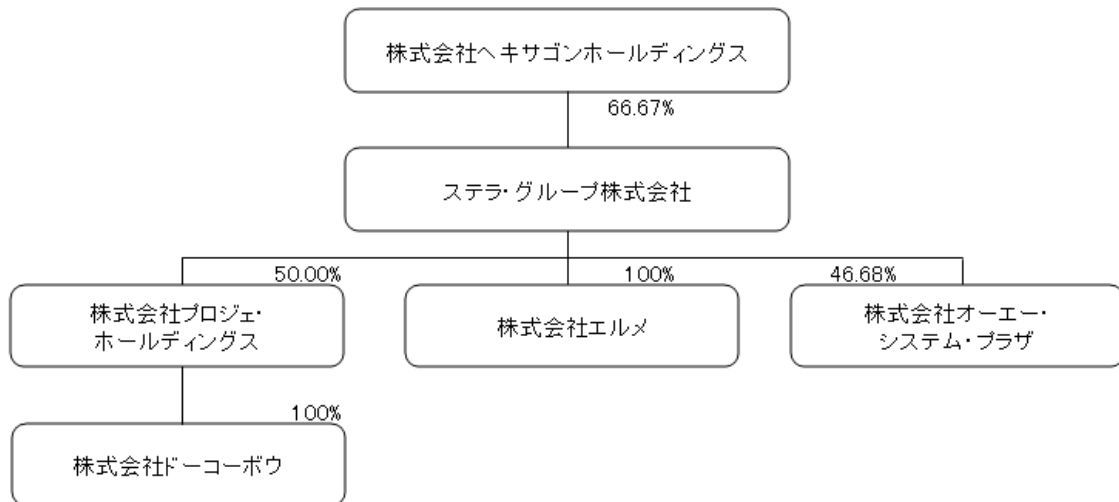 株式会社ヘキサゴンホールディングス
66.67%
ステラ・グループ株式会社
50.00%
100%
46.68%
株式会社プロジェ・
ホールディングス
株式会社エルメ
株式会社オーエー・
システム・プラザ
100%
株式会社ドーコーボウ